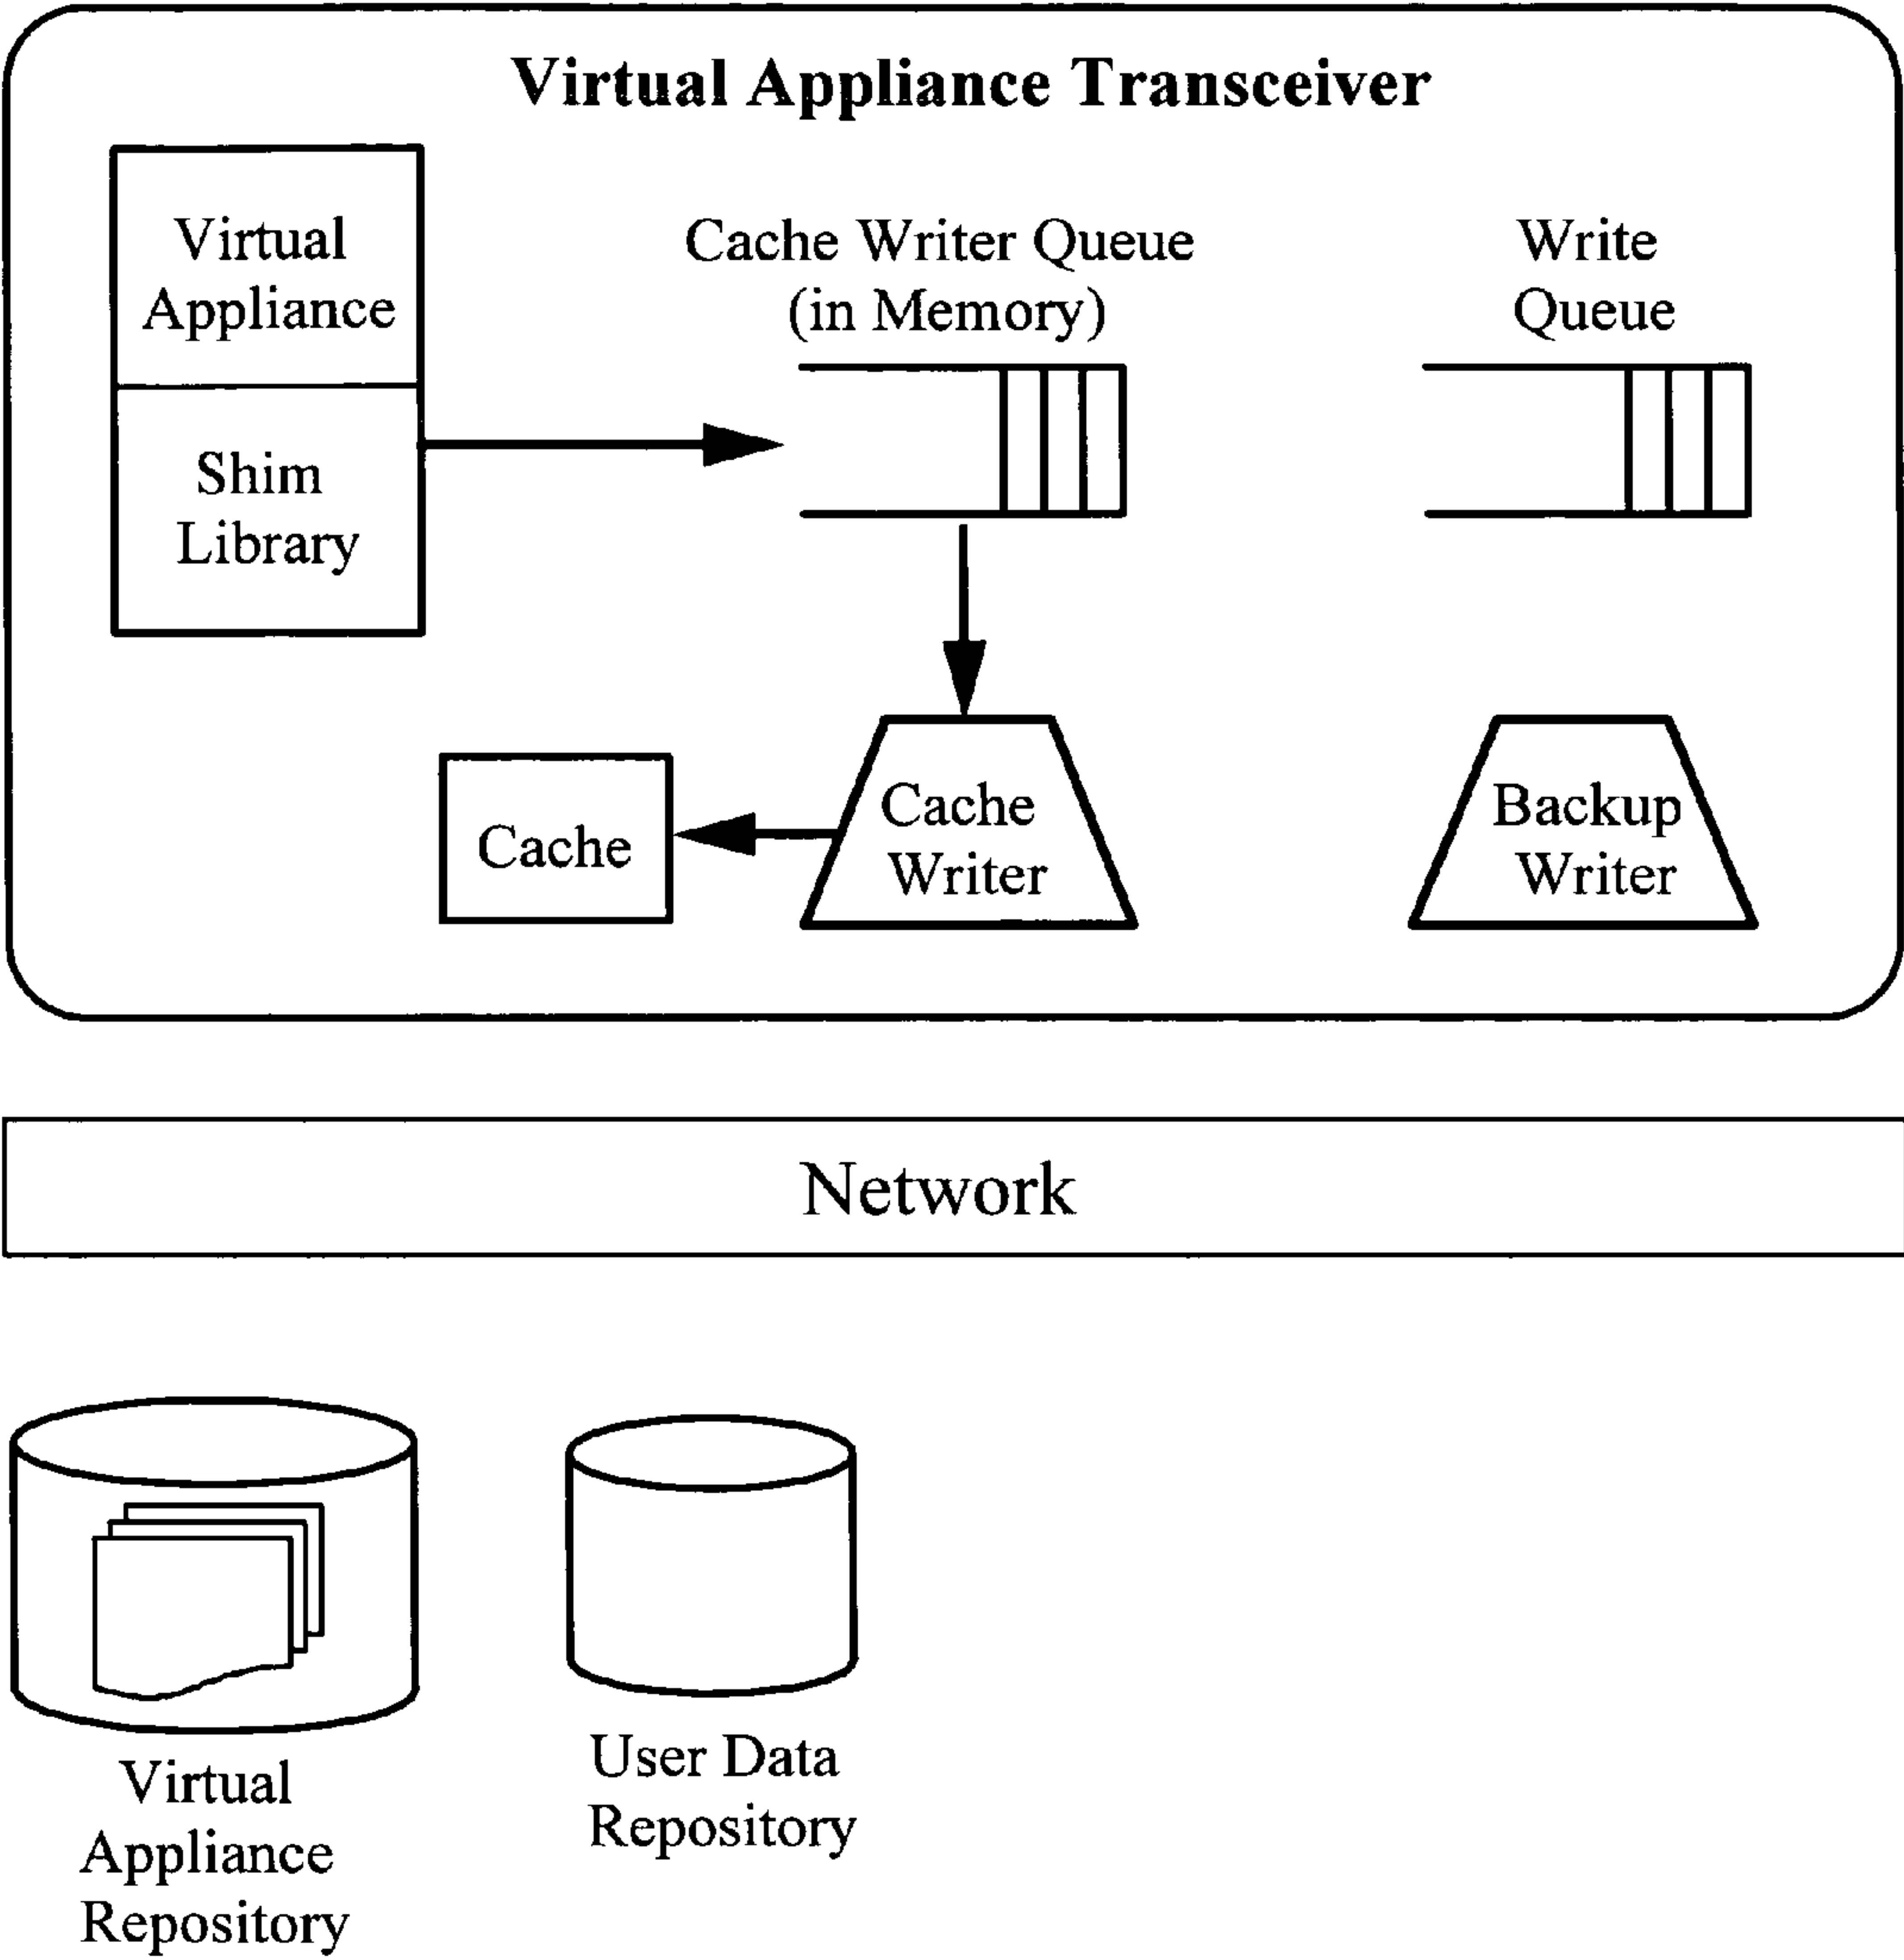 Virtual Appliance Transceiver
Virtual
Appliance
Shim
Library
Cache Writer Queue
(in Memory)
Write
Queue
Cache
Cache
Writer
Backup
Writer
Network
Virtual
Appliance
Repository
User Data
Repository